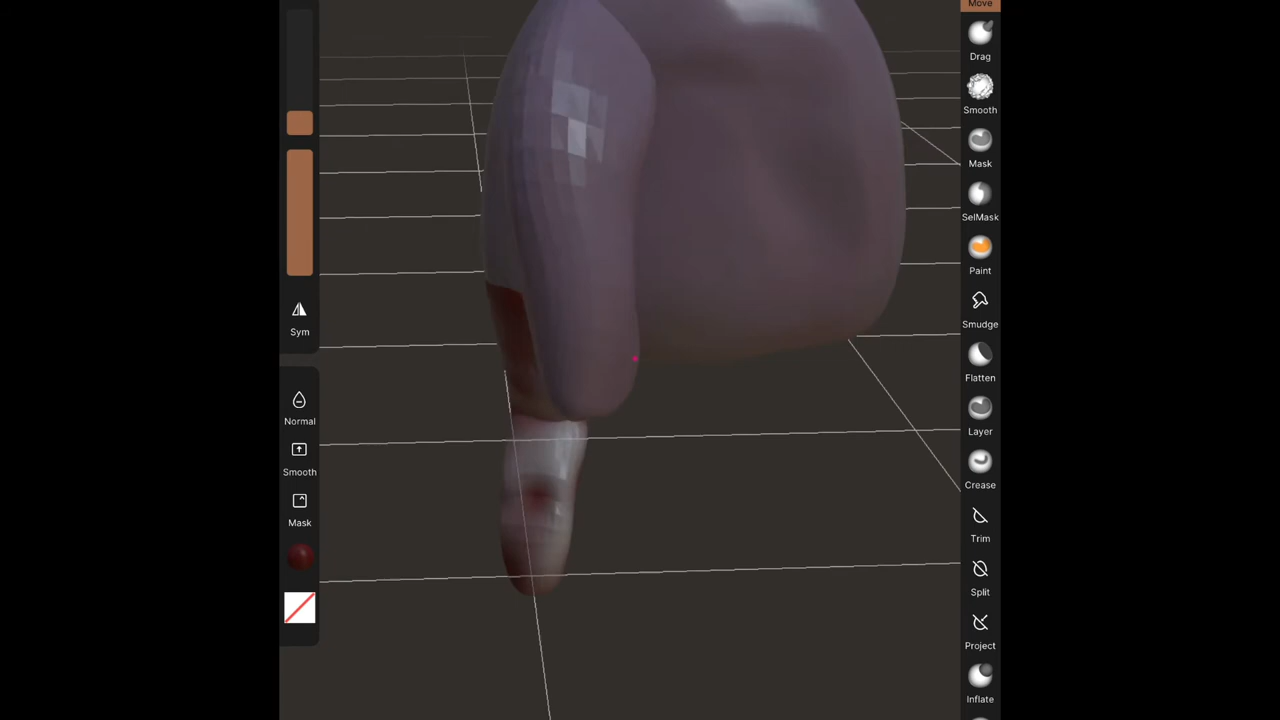 Sym
Normal
Smooth
Mask
Move
Drag
Smooth
Mask
SelMask
Paint
Smudge
Flatten
Layer
Crease
Trim
Split
Project
Inflate